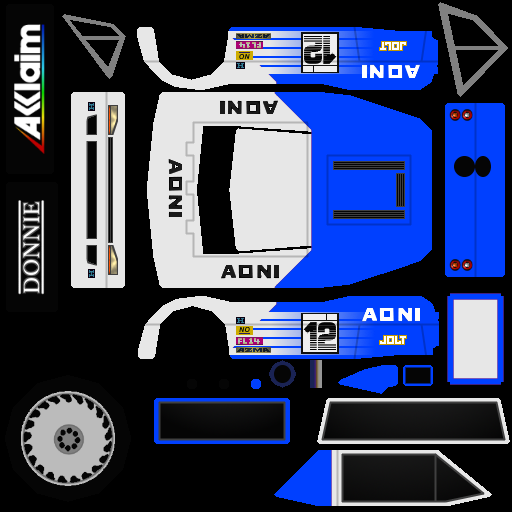 AKKlaim
DONNIE
FL14
NO
12
JOLT
AONI
AONI
AONI
AONI
AONI
NO
FL14
12
JOLT